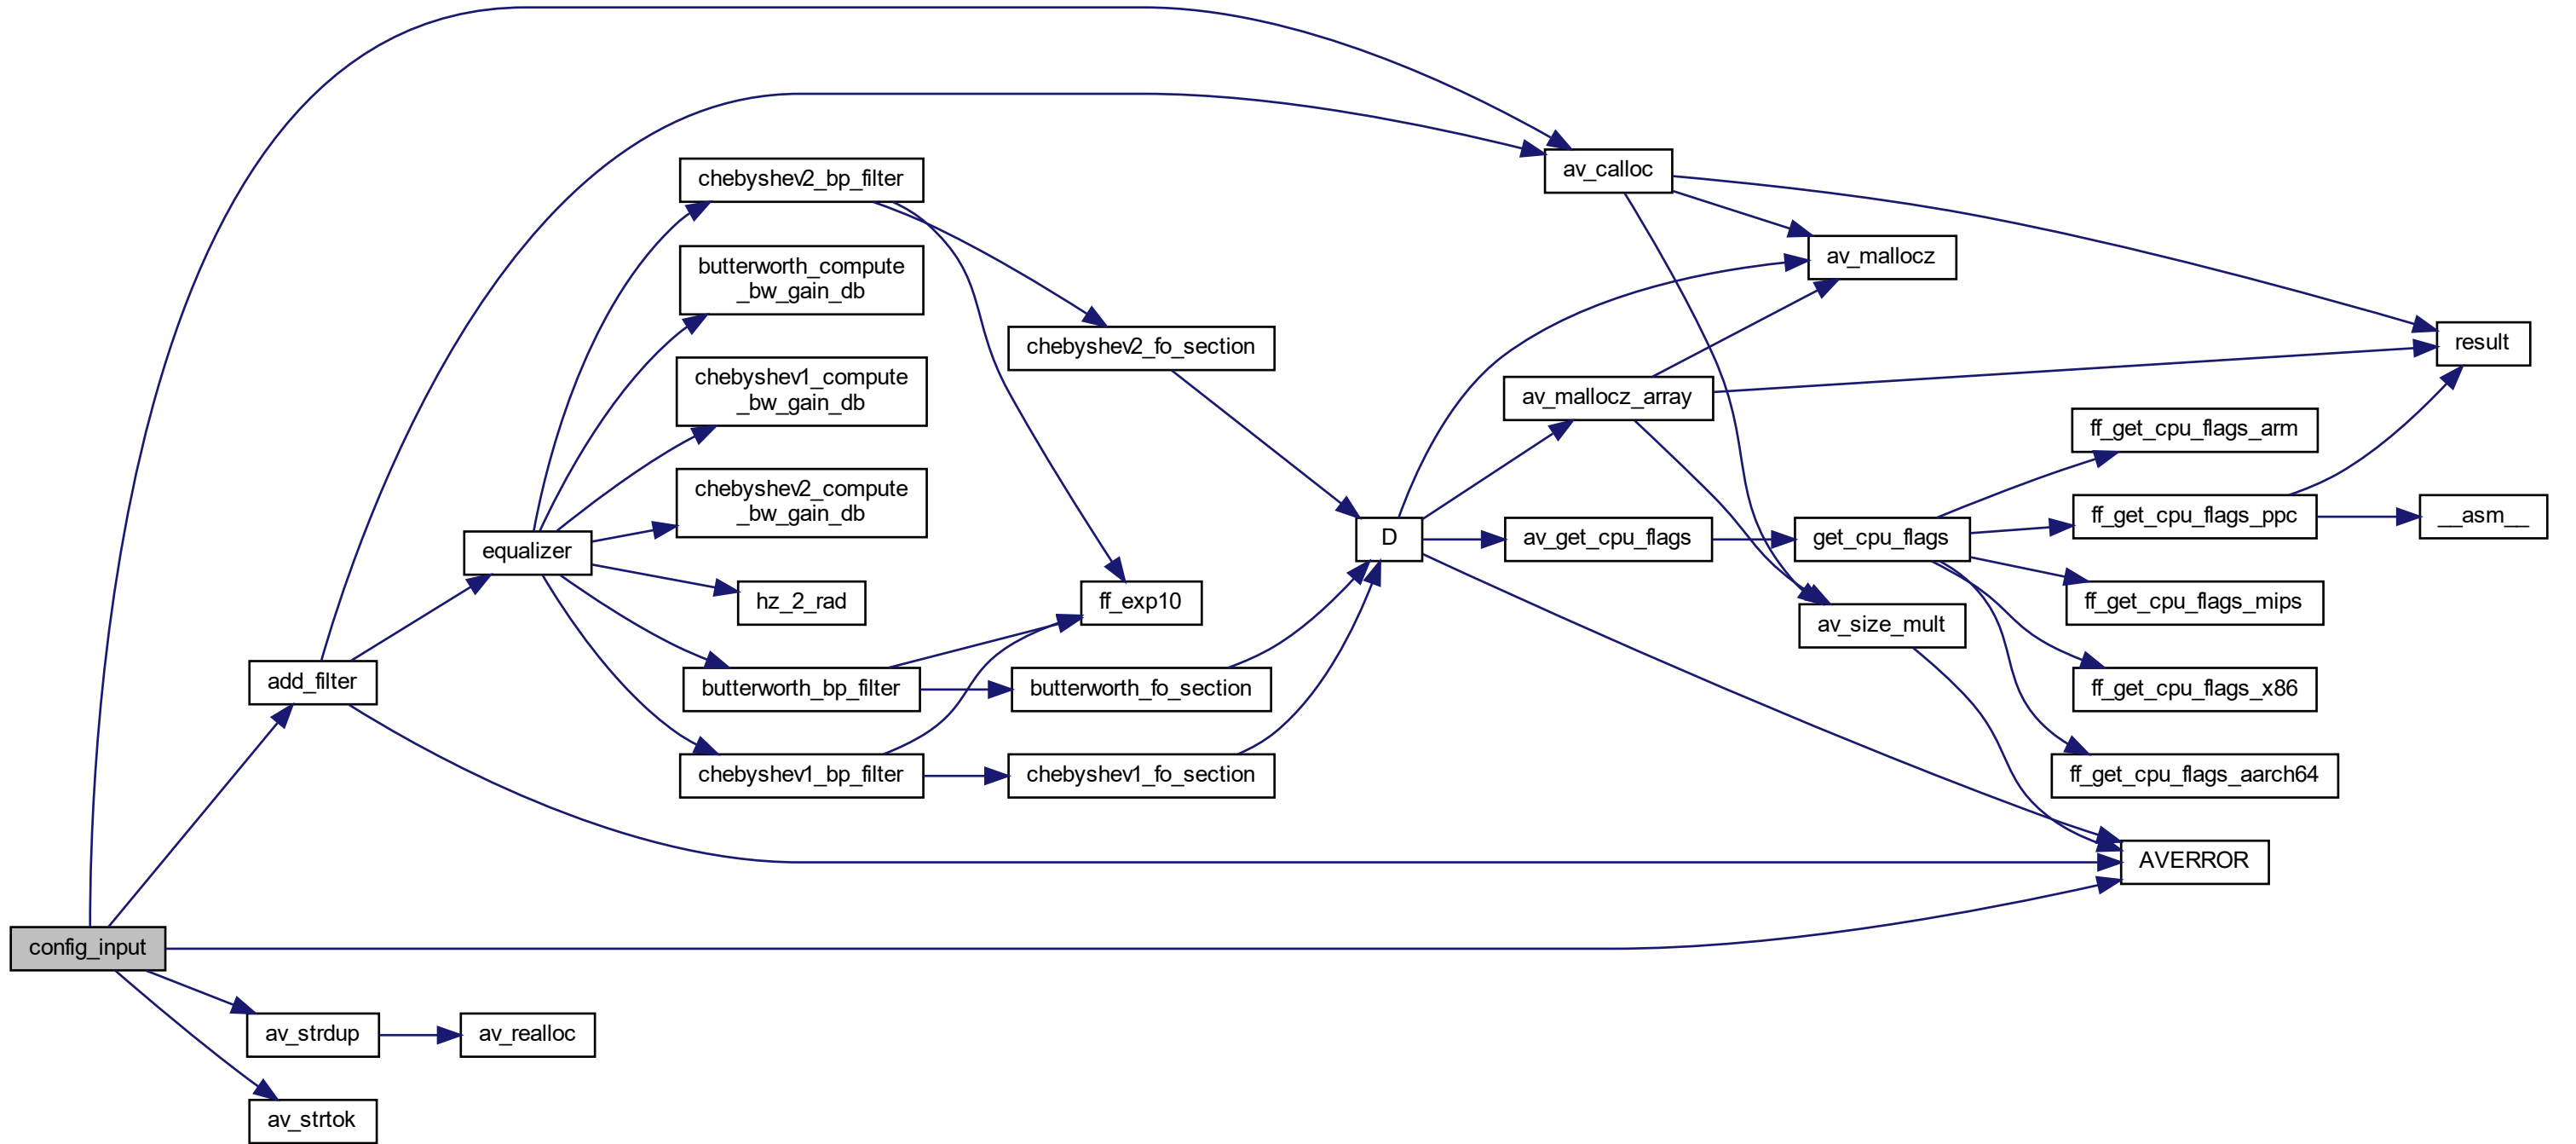 config_input
add_filter
av_strdup
av_strtok
equalizer
av_realloc
chebyshev2_bp_filter
butterworth_compute
_bw_gain_db
chebyshev1_compute
_bw_gain_db
chebyshev2_compute
_bw_gain_db
hz_2_rad
butterworth_bp_filter
chebyshev1_bp_filter
chebyshev2_fo_section
ff_exp10
butterworth_fo_section
chebyshev1_fo_section
D
av_calloc
av_mallocz_array
av_get_cpu_flags
av_mallocz
get_cpu_flags
av_size_mult
ff_get_cpu_flags_arm
ff_get_cpu_flags_ppc
ff_get_cpu_flags_mips
ff_get_cpu_flags_x86
ff_get_cpu_flags_aarch64
AVERROR
result
__asm__